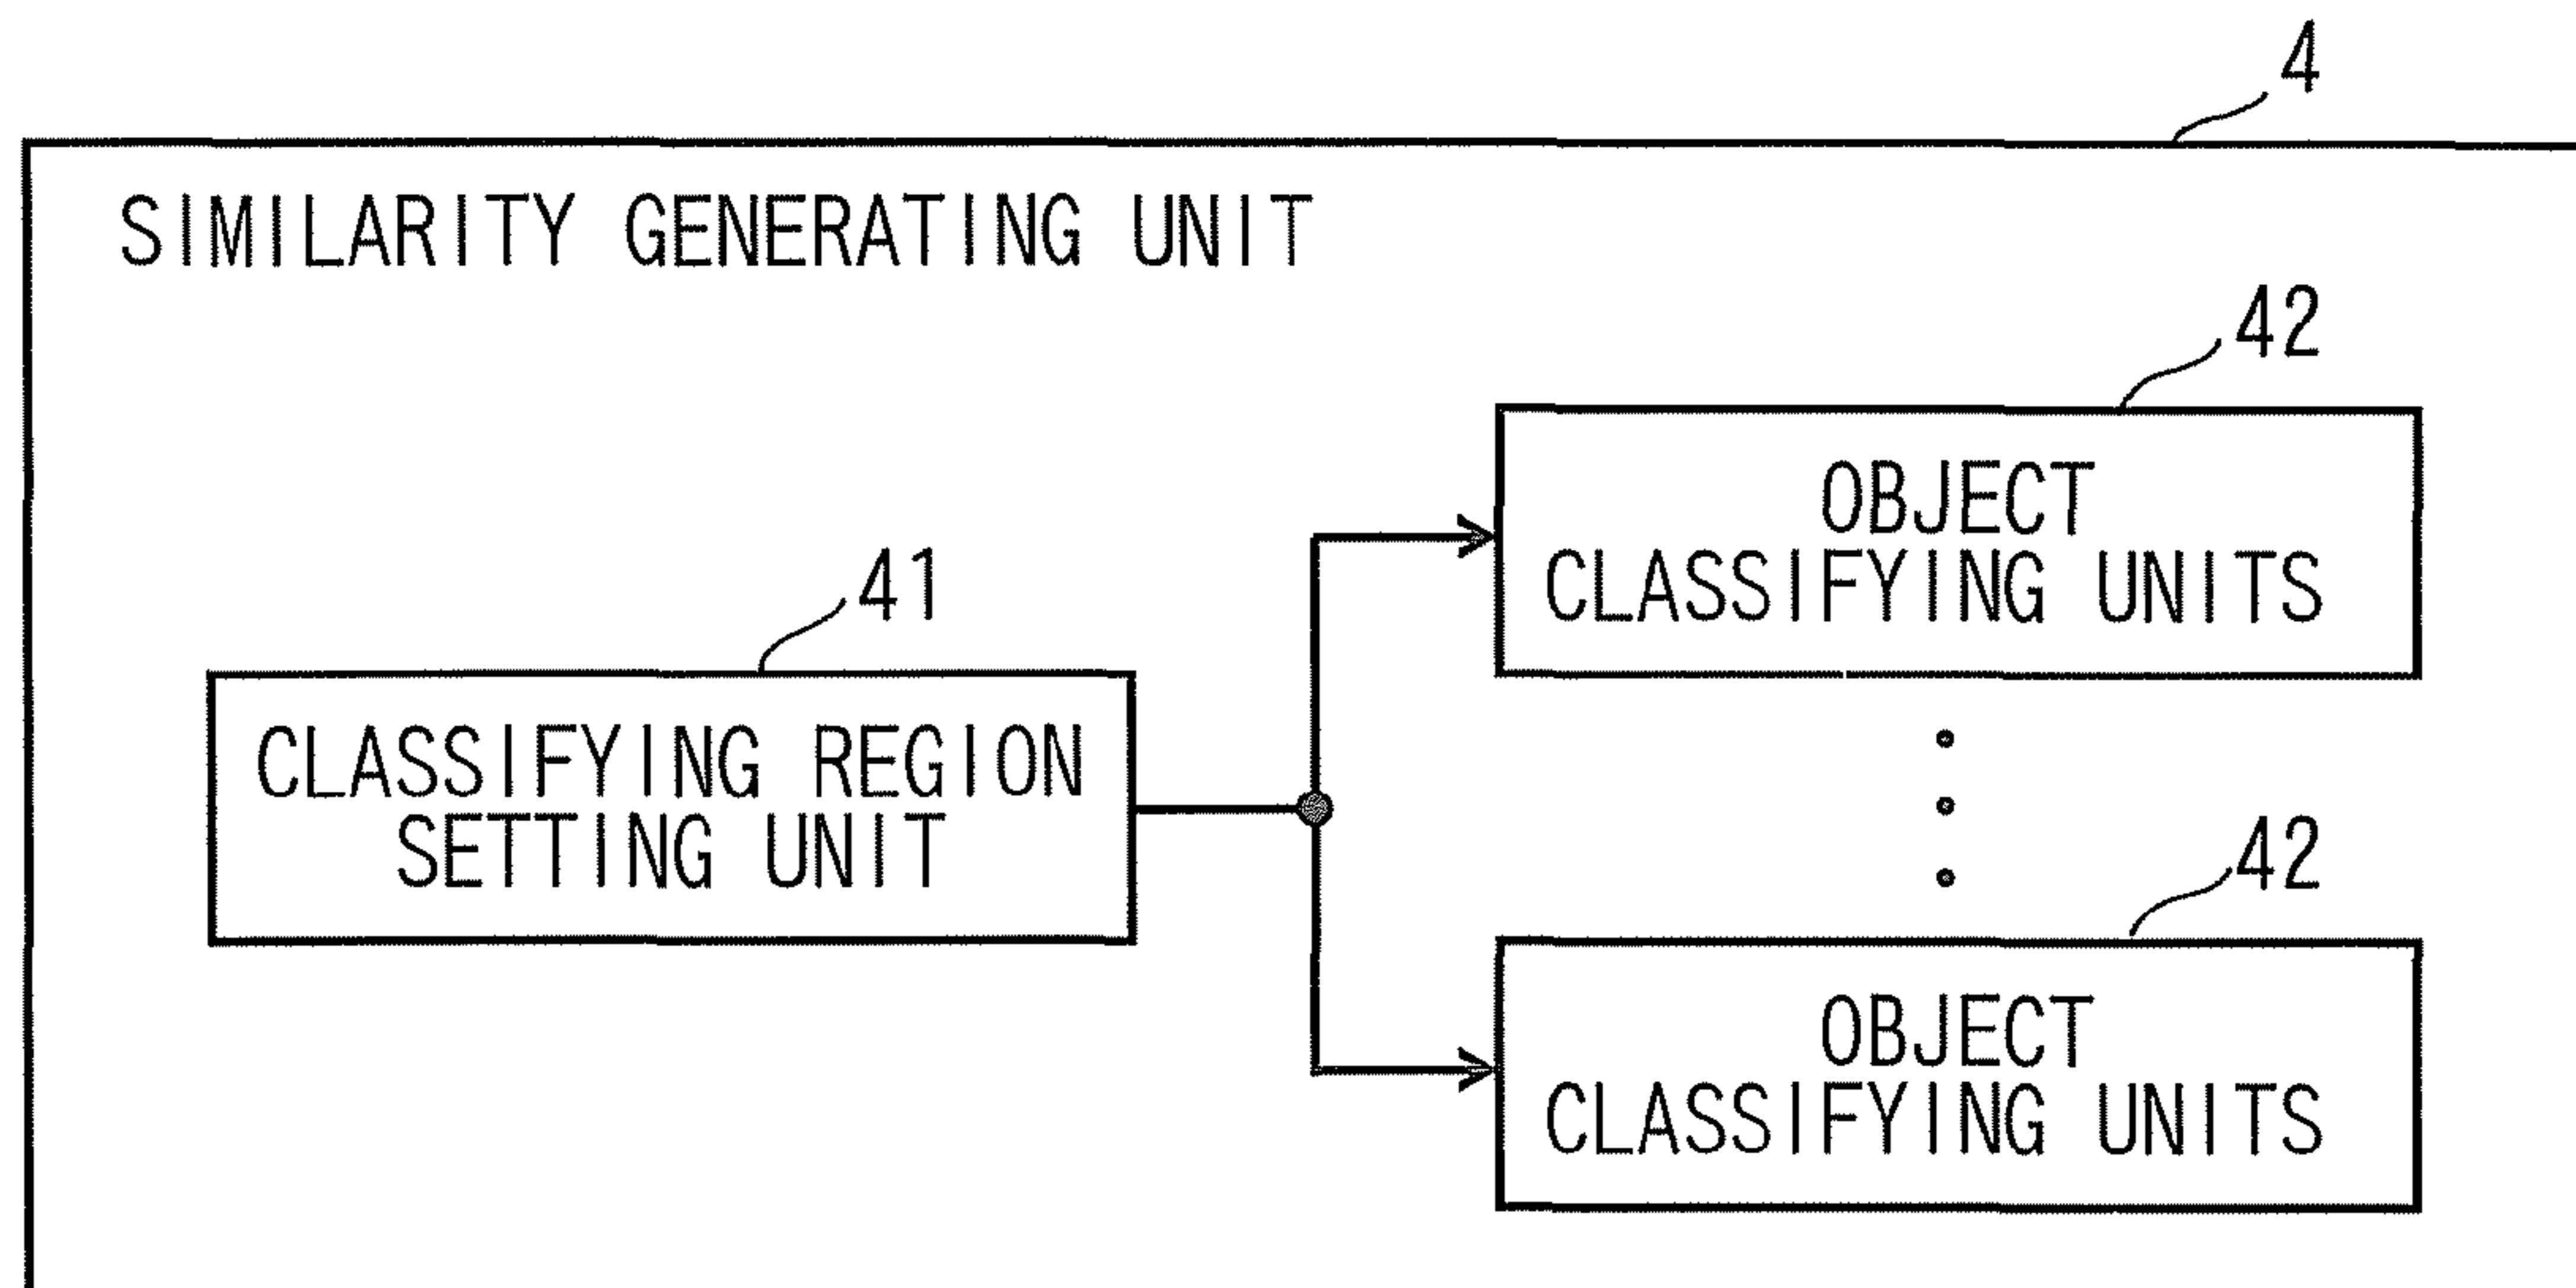 4
SIMILARITY GENERATING UNIT
42
OBJECT
CLASSIFYING UNITS
41
CLASSIFYING REGION
SETTING UNIT
42
OBJECT
CLASSIFYING UNITS